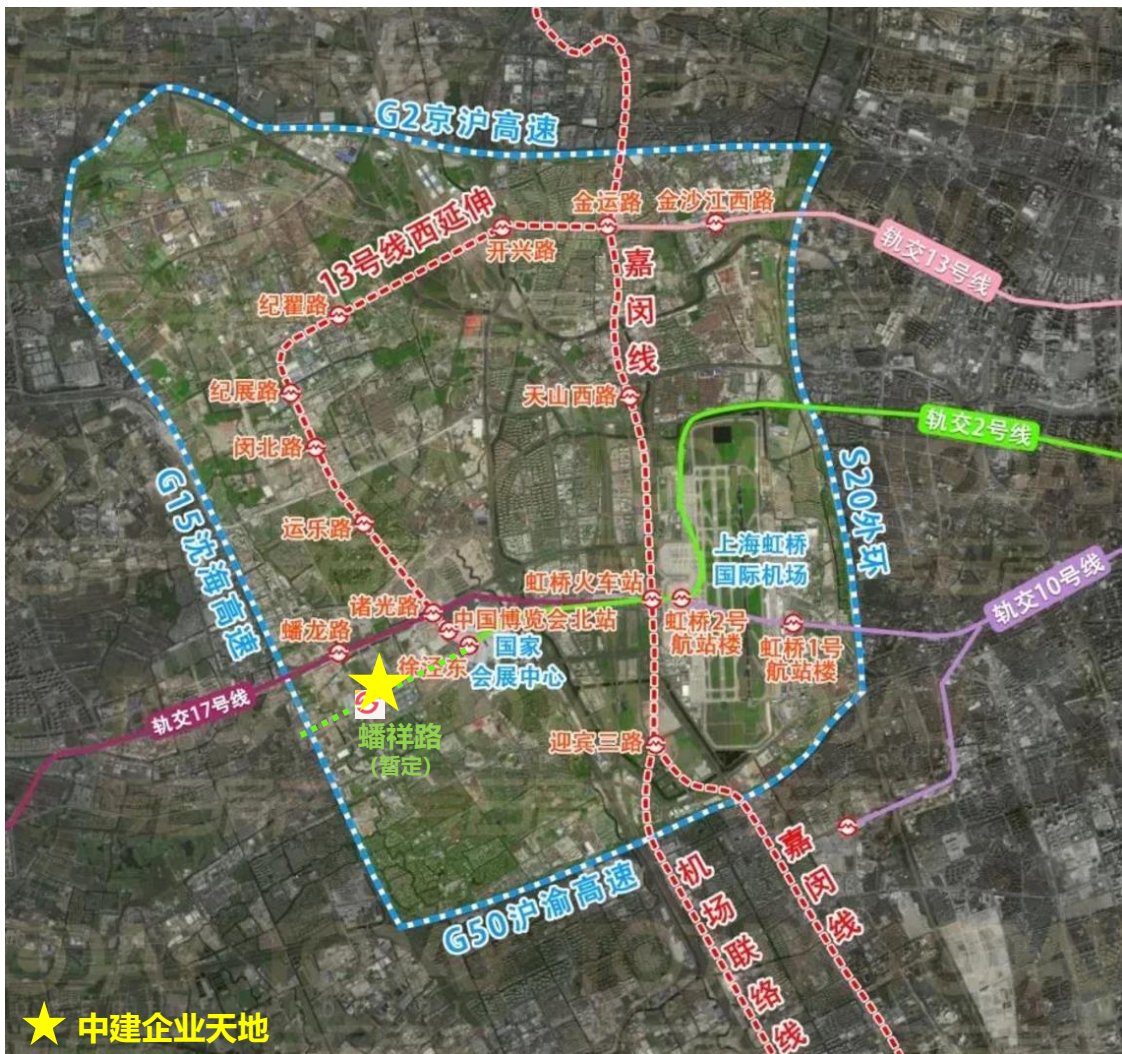 G2京沪高速
13号线西延伸
金运路
金沙江西路
开兴路
轨交13号线
嘉闵线
纪翟路
纪展路
天山西路
闵北路
轨交2号线
G15沈海高速
S20外环
运乐路
上海虹桥
国际机场
虹桥火车站
轨交10号线
诸光路
中国博览会北站
虹桥2号
航站楼
虹桥1号
航站楼
蟠龙路
徐泾东
国家
会展中心
轨交17号线
蟠祥路
(暂定)
迎宾三路
G50沪渝高速
机场联络线
嘉闵线
中建企业天地